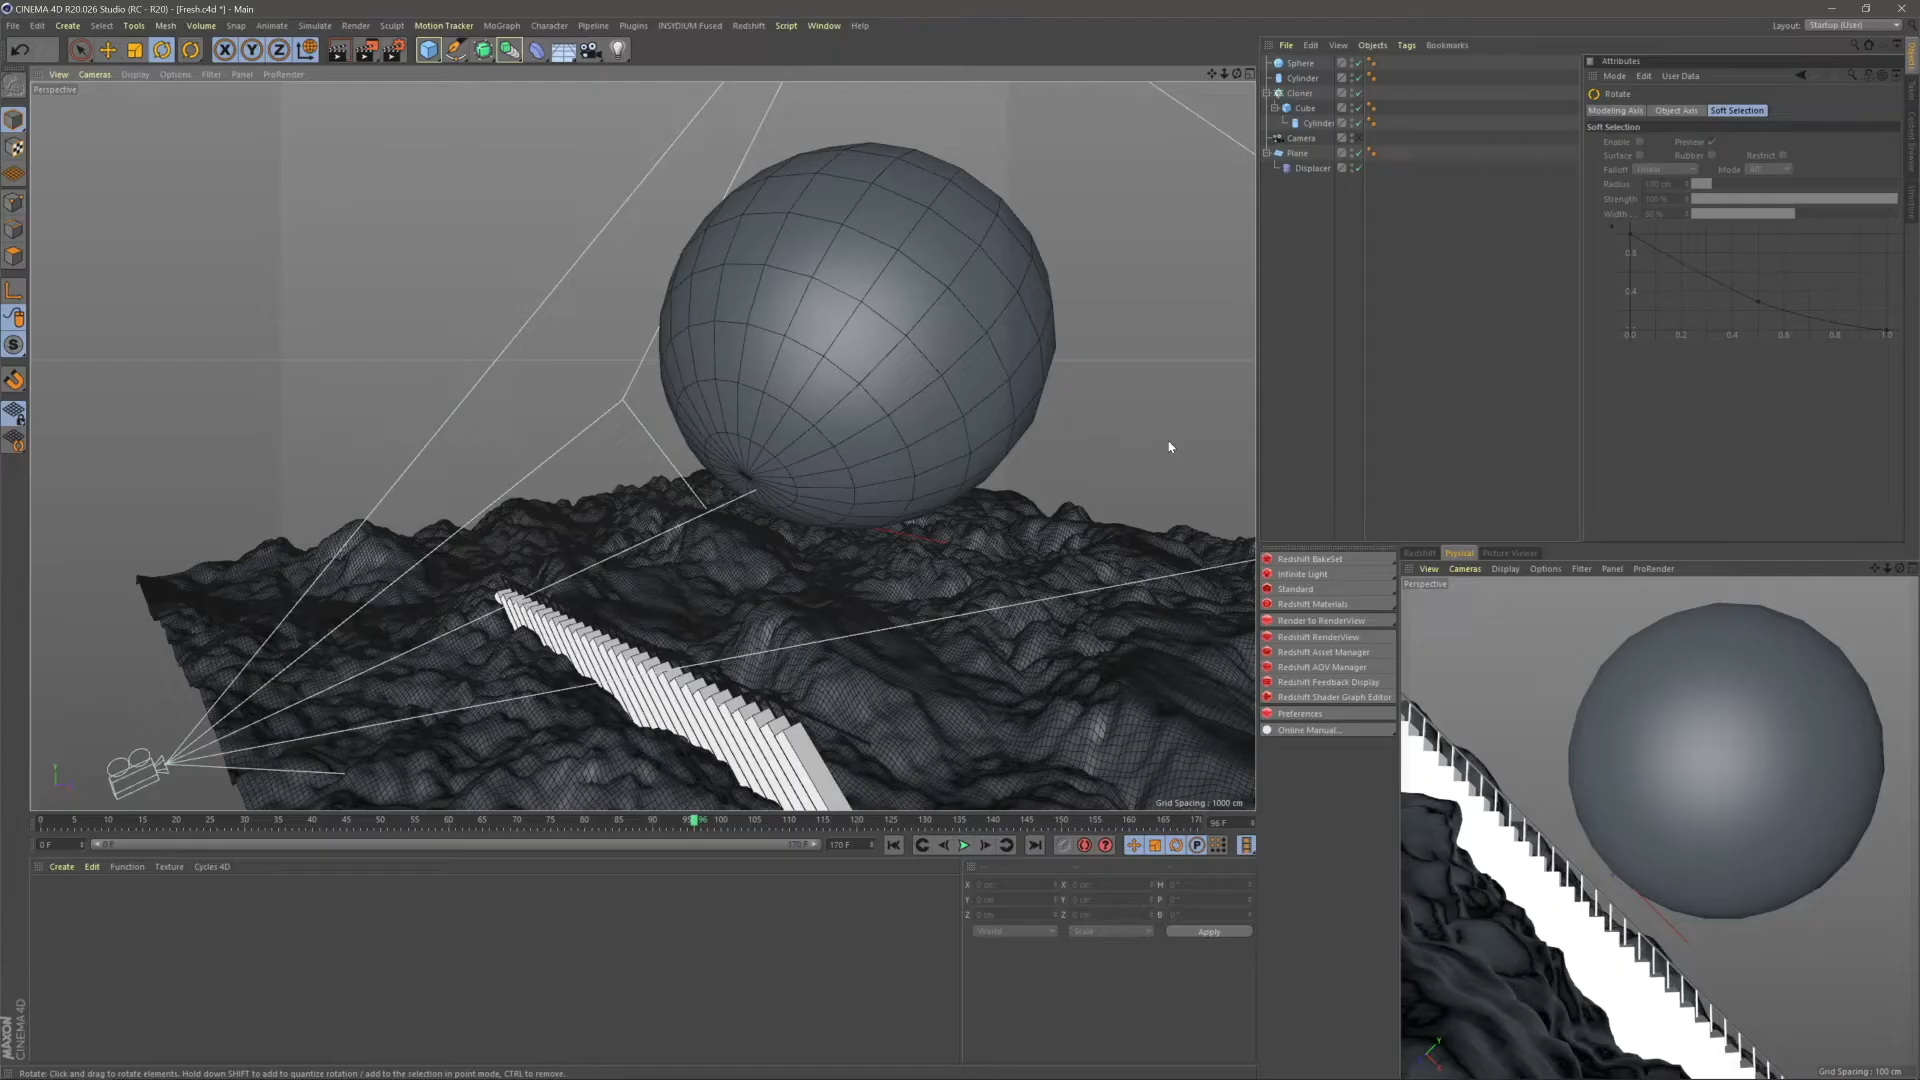 CINEMA 4D R20.026 Studio (RC - R20) - [Fresh.c4d *] - Main
File Edit Create Select Tools Mesh Volume Snap Animate Simulate Render Sculpt Motion Tracker MoGraph Character Pipeline Plugins INSYDIUM Fused Redshift Script Window Help
Layout: Startup (User)
X Y Z
View Cameras Display Options Filter Panel ProRender
Perspective
Grid Spacing : 1000 cm
File Edit View Objects Tags Bookmarks
Sphere
Cylinder
Cloner
Cube
Cylinder
Camera
Plane
Displacer
Attributes
Mode Edit User Data
Rotate
Modeling Axis Object Axis Soft Selection
Soft Selection
Enable Preview
Surface Rubber Restrict
Falloff Linear Mode All
Radius 100 cm
Strength 100 %
Width . . 50 %
0.8
0.4
0.0 0.2 0.4 0.6 0.8 1.0
Objects
Takes
Content Browser
Structure
Redshift BakeSet
Infinite Light
Standard
Redshift Materials
Render to RenderView
Redshift RenderView
Redshift Asset Manager
Redshift AOV Manager
Redshift Feedback Display
Redshift Shader Graph Editor
Preferences
Online Manual...
Redshift Physical Picture Viewer
View Cameras Display Options Filter Panel ProRender
Perspective
Grid Spacing : 100 cm
0 5 10 15 20 25 30 35 40 45 50 55 60 65 70 75 80 85 90 95 96 100 105 110 115 120 125 130 135 140 145 150 155 160 165 170
96 F
0 F 0 F 170 F 170 F
Create Edit Function Texture Cycles 4D
X 0 cm X 0 cm H 0 °
Y 0 cm Y 0 cm P 0 °
Z 0 cm Z 0 cm B 0 °
World Scale Apply
MAXON
CINEMA 4D
Rotate: Click and drag to rotate elements. Hold down SHIFT to add to quantize rotation / add to the selection in point mode, CTRL to remove.